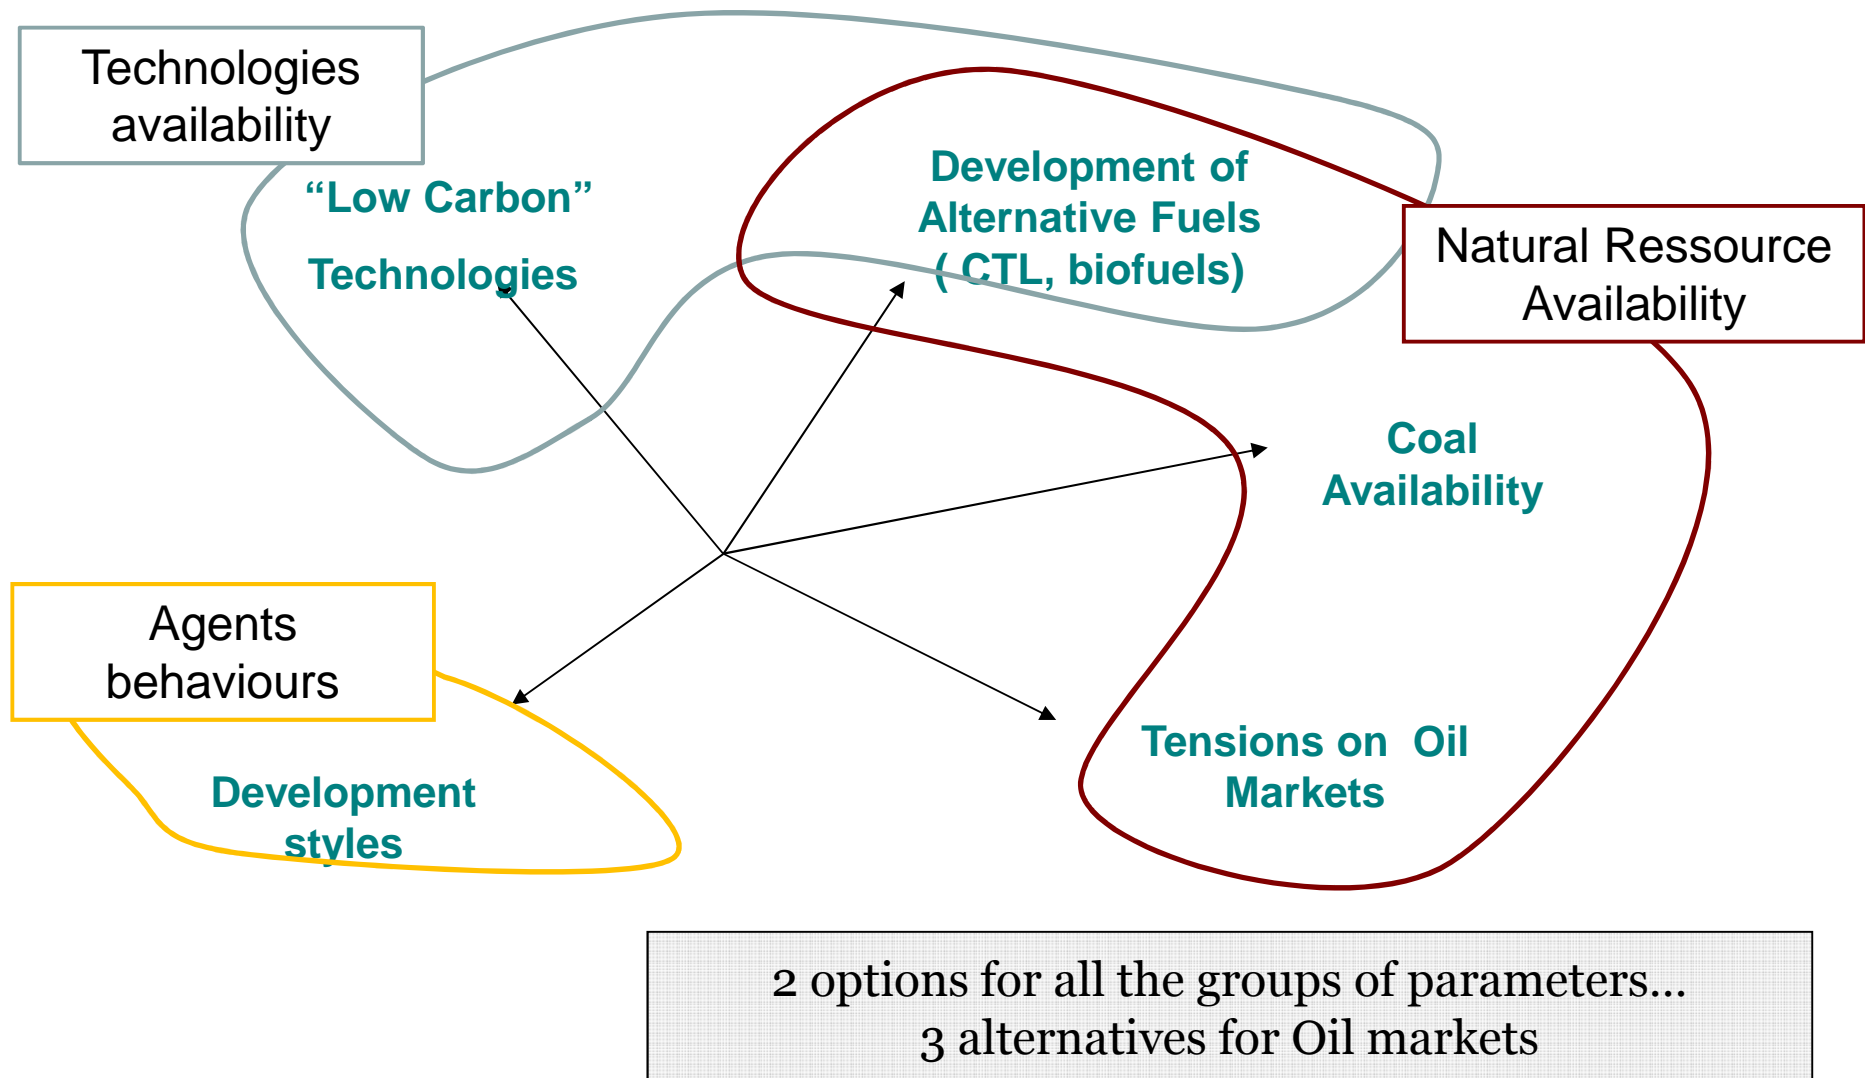 Technologies
availability
“Low Carbon”
Technologies
Development of
Alternative Fuels
( CTL, biofuels)
Natural Ressource
Availability
Coal
Availability
Agents
behaviours
Tensions on  Oil
Markets
Development
styles
2 options for all the groups of parameters...
3 alternatives for Oil markets